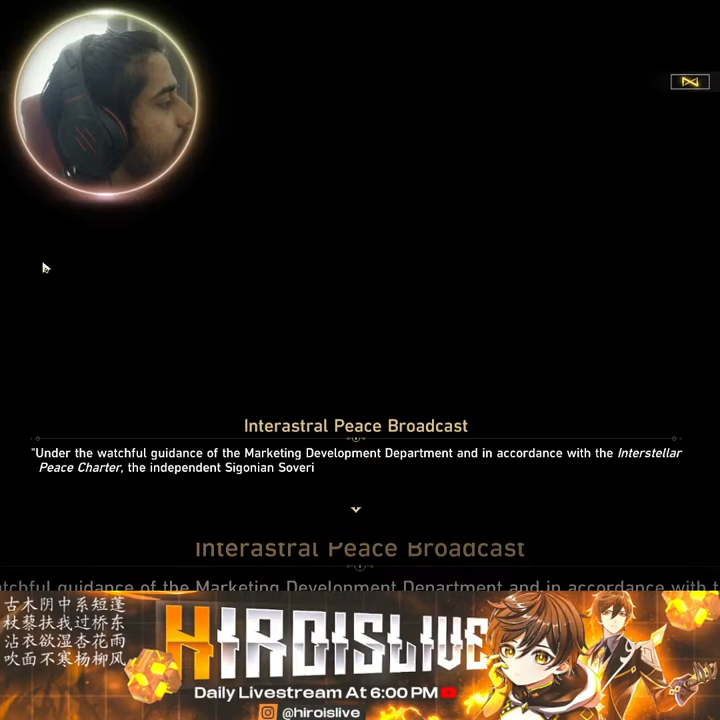 Interastral Peace Broadcast
"Under the watchful guidance of the Marketing Development Department and in accordance with the Interstellar
Peace Charter, the independent Sigonian Soveri
Interastral Peace Broadcast
atchful guidance of the Marketing Development Department and in accordance with t
古木阴中系短蓬
杖藜扶我过桥东
沾衣欲湿杏花雨
吹面不寒杨柳风
HIROISLIVE
Daily Livestream At 6:00 PM
@hiroislive